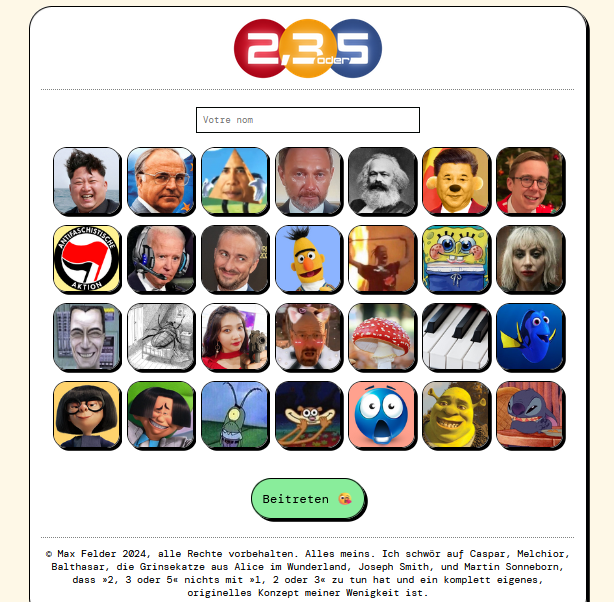 2,3 oder 5
Votre nom
ANTIFASCHISTISCHE
AKTION
Beitreten
© Max Felder 2024, alle Rechte vorbehalten. Alles meins. Ich schwör auf Caspar, Melchior,
Balthasar, die Grinsekatze aus Alice im Wunderland, Joseph Smith, und Martin Sonneborn,
dass »2, 3 oder 5« nichts mit »1, 2 oder 3« zu tun hat und ein komplett eigenes,
originelles Konzept meiner Wenigkeit ist.